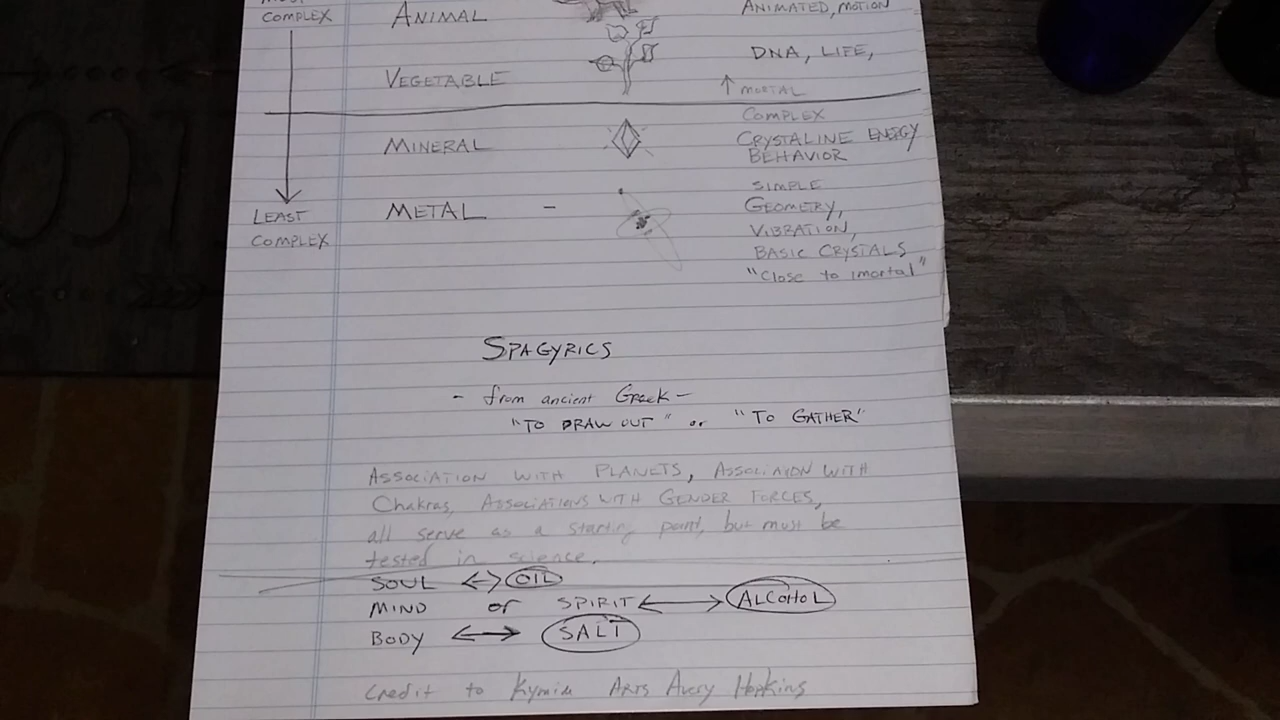 COMPLEX
ANIMAL
ANIMATED, MOTION
DNA, LIFE,
VEGETABLE
↑ MORTAL
COMPLEX
MINERAL
CRYSTALINE ENERGY
BEHAVIOR
SIMPLE
METAL -
GEOMETRY,
LEAST
COMPLEX
VIBRATION,
BASIC CRYSTALS
"Close to imortal"
SPAGYRICS
- from ancient Greek -
"TO DRAW OUT" or "TO GATHER"
ASSOCIATION WITH PLANETS, ASSOCIATION WITH
Chakras, ASSOCIATIONS WITH GENDER FORCES,
all serve as a starting point, but must be
tested in science.
SOUL <-> OIL
MIND or SPIRIT <-> ALCOHOL
BODY <-> SALT
Credit to Arts Avery Hopkins